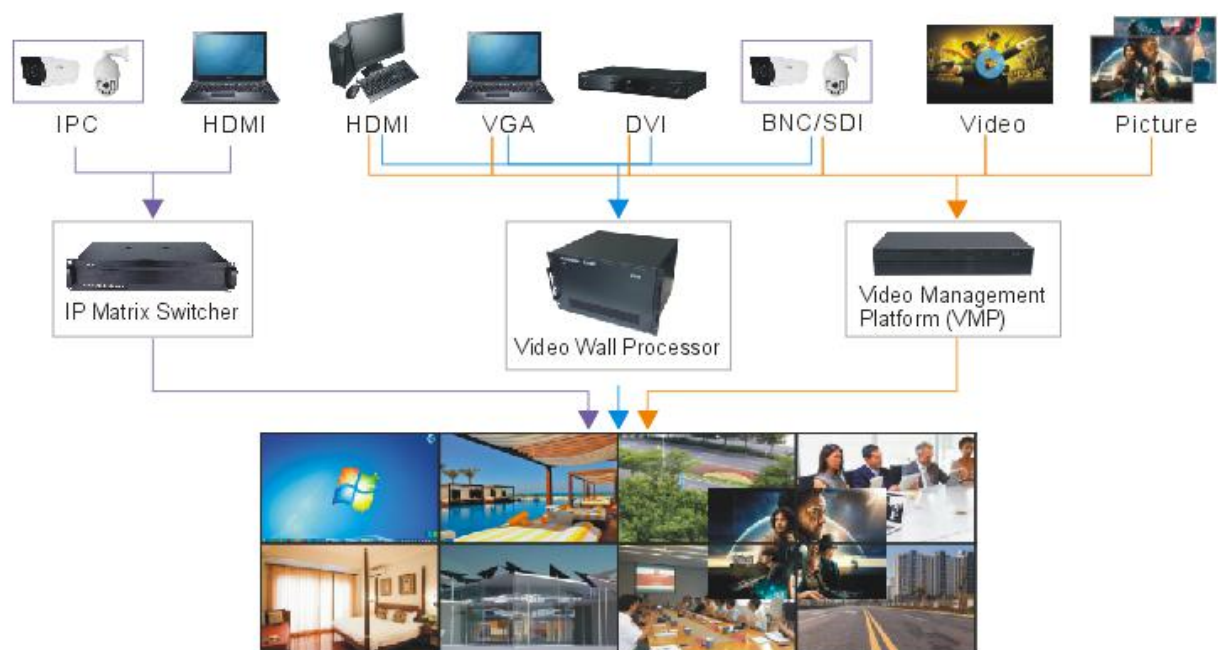 IPC
HDMI
HDMI
VGA
DVI
BNC/SDI
Video
Picture
IP Matrix Switcher
Video Wall Processor
Video Management
Platform (VMP)